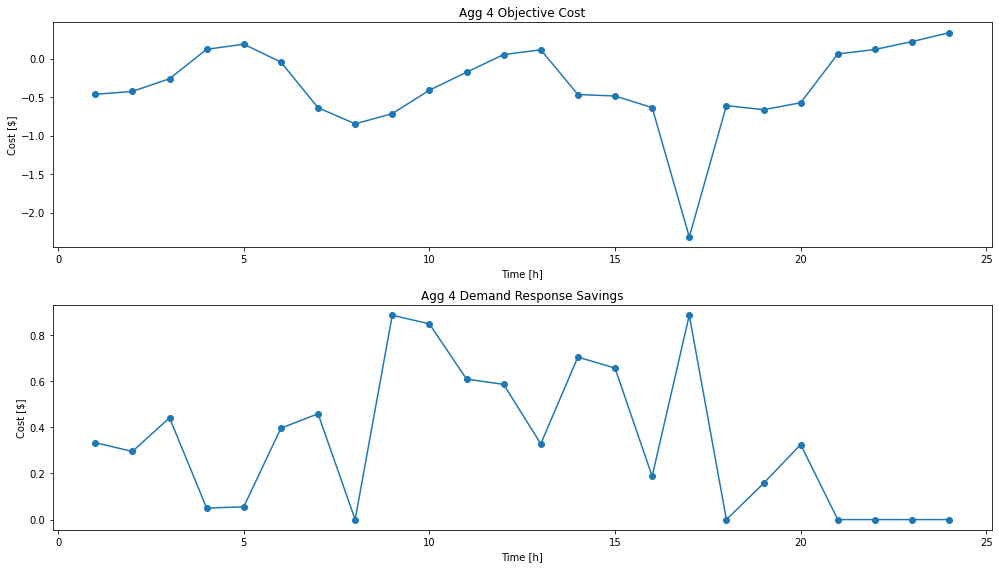 Agg 4 Objective Cost
Cost [$]
0.0
−0.5
−1.0
−1.5
−2.0
0 5 10 15 20 25
Time [h]
Agg 4 Demand Response Savings
Cost [$]
0.8
0.6
0.4
0.2
0.0
0 5 10 15 20 25
Time [h]